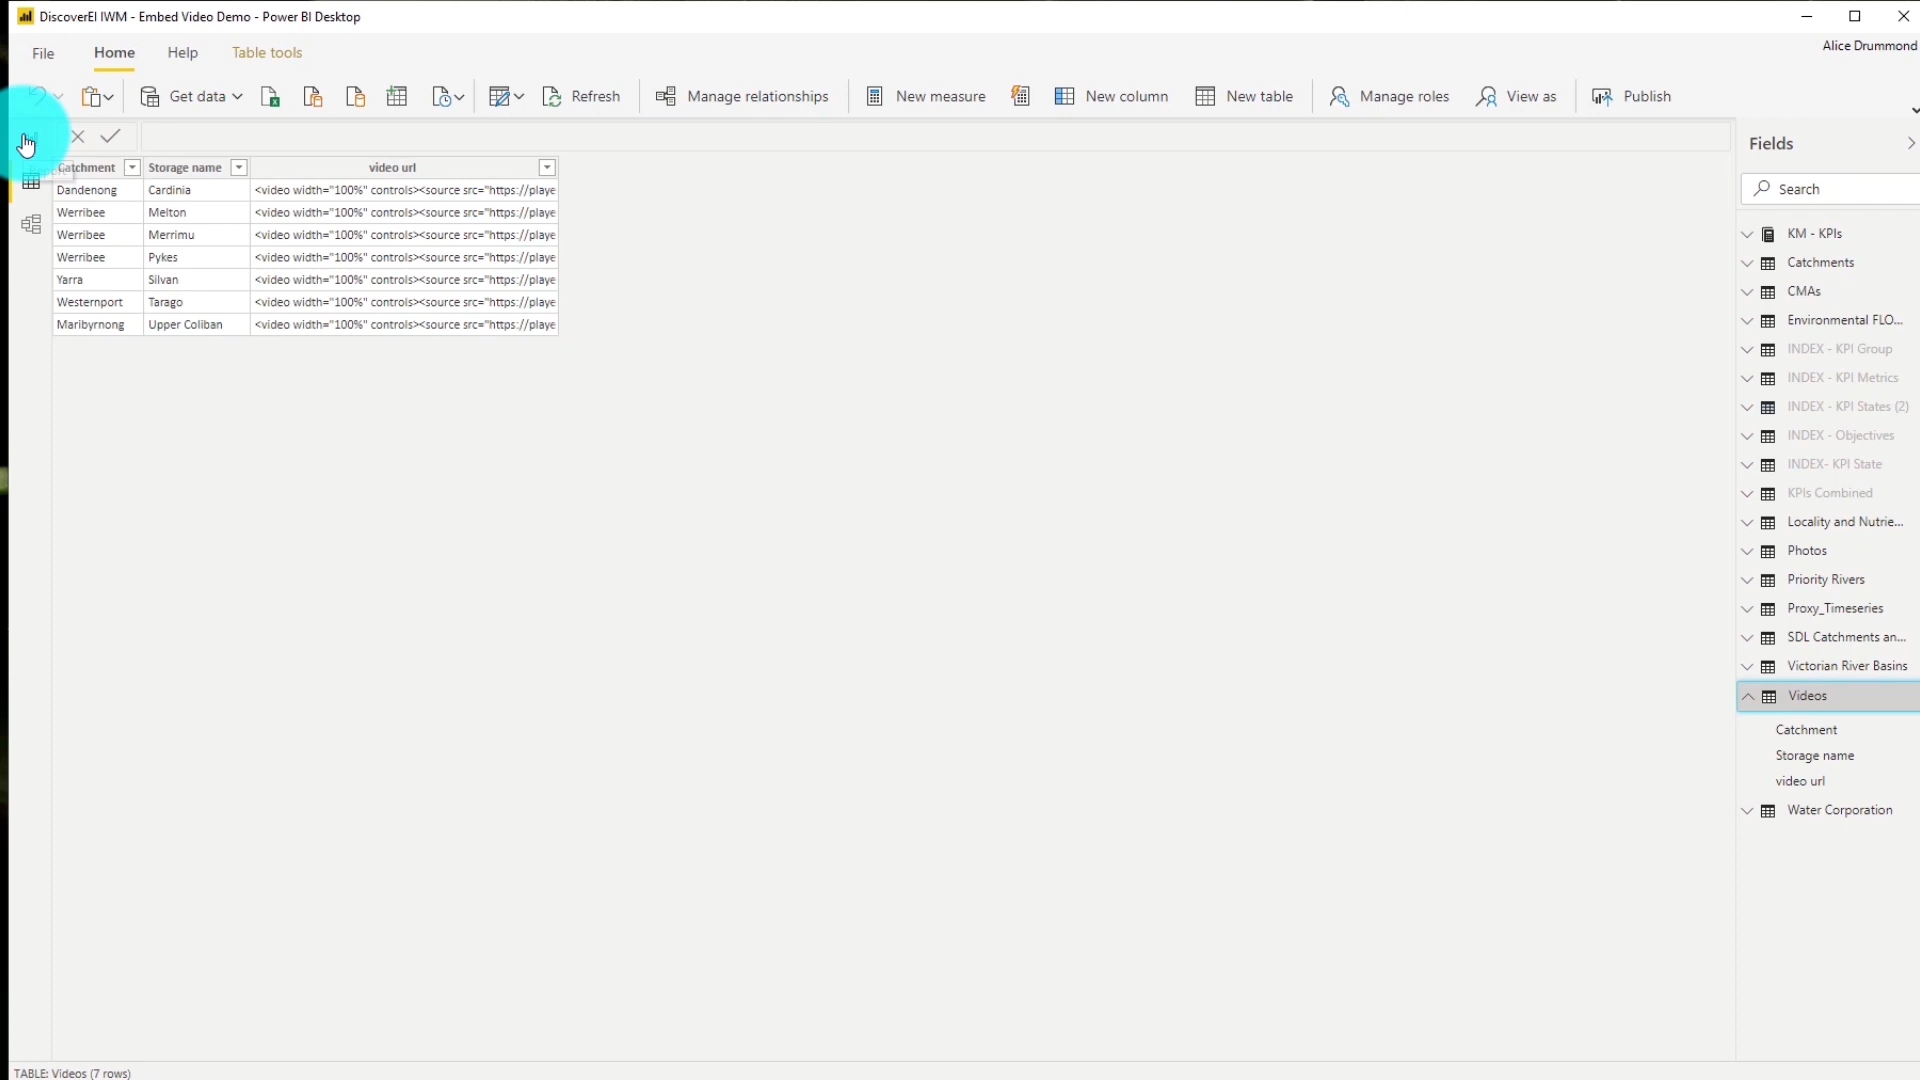 DiscoverEI IWM - Embed Video Demo - Power BI Desktop
Alice Drummond
File Home Help Table tools
Get data Refresh Manage relationships New measure New column New table Manage roles View as Publish
Fields
Search
Catchment Storage name video url
Dandenong Cardinia <video width="100%" controls><source src="https://playe
Werribee Melton <video width="100%" controls><source src="https://playe
Werribee Merrimu <video width="100%" controls><source src="https://playe
Werribee Pykes <video width="100%" controls><source src="https://playe
Yarra Silvan <video width="100%" controls><source src="https://playe
Westernport Tarago <video width="100%" controls><source src="https://playe
Maribyrnong Upper Coliban <video width="100%" controls><source src="https://playe
KM - KPIs
Catchments
CMAs
Environmental FLO...
INDEX - KPI Group
INDEX - KPI Metrics
INDEX - KPI States (2)
INDEX - Objectives
INDEX- KPI State
KPIs Combined
Locality and Nutrie...
Photos
Priority Rivers
Proxy_Timeseries
SDL Catchments an...
Victorian River Basins
Videos
Catchment
Storage name
video url
Water Corporation
TABLE: Videos (7 rows)